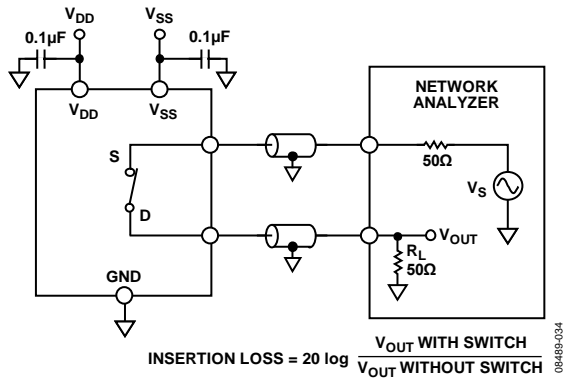 VDD
VSS
0.1µF
0.1µF
VDD
VSS
NETWORK
ANALYZER
S
50Ω
VS
D
VOUT
RL
50Ω
GND
INSERTION LOSS = 20 log VOUT WITH SWITCH
VOUT WITHOUT SWITCH
08489-034